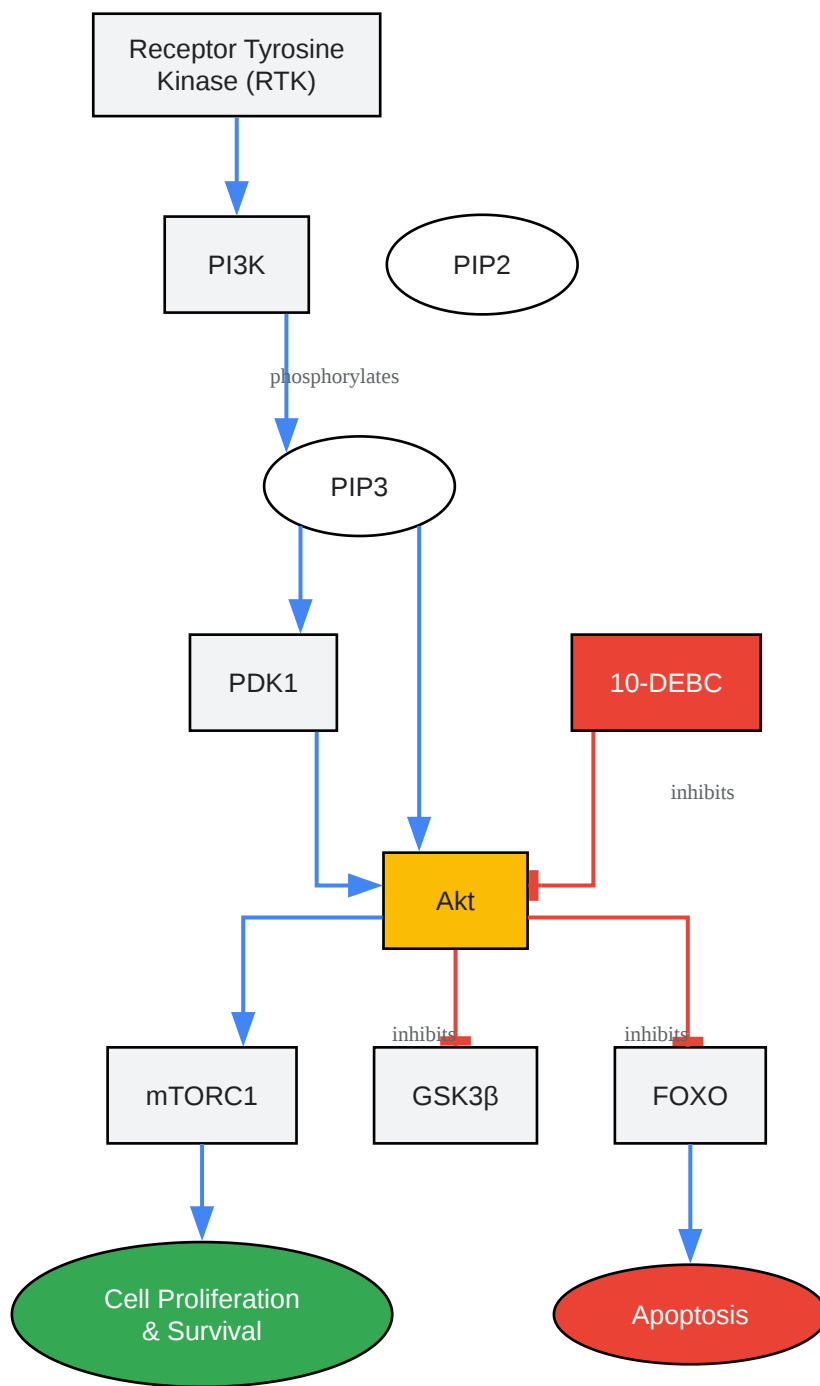 Receptor Tyrosine
Kinase (RTK)
PI3K
PIP2
phosphorylates
PIP3
PDK1
10-DEBC
inhibits
Akt
inhibits
inhibits
mTORC1
GSK3β
FOXO
Cell Proliferation
& Survival
Apoptosis